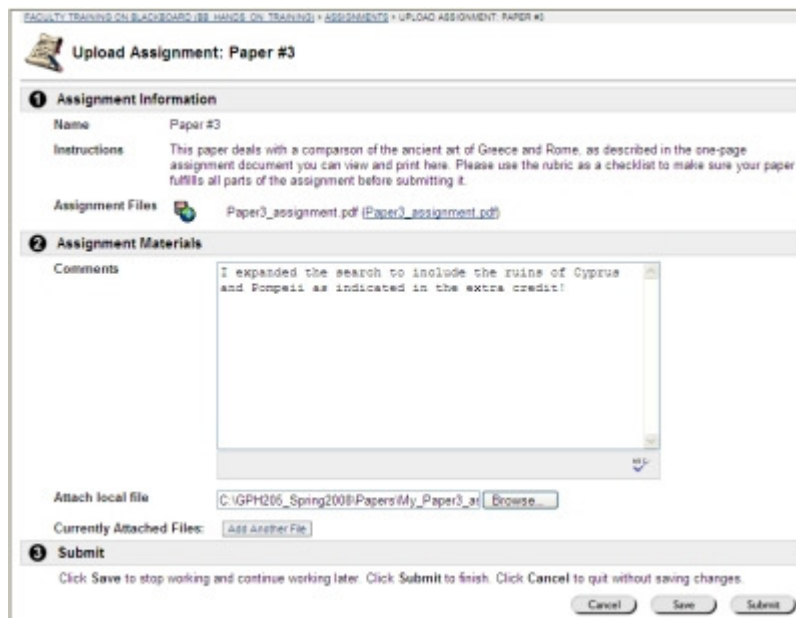 FACULTY TRAINING ON BLACKBOARD (BB_HANDS_ON_TRAINING) > ASSIGNMENTS > UPLOAD ASSIGNMENT: PAPER #3
Upload Assignment: Paper #3
1 Assignment Information
Name Paper #3
Instructions This paper deals with a comparson of the ancient art of Greece and Rome, as described in the one-page
assignment document you can view and print here. Please use the rubric as a checklist to make sure your paper
fulfills all parts of the assignment before submitting it.
Assignment Files Paper3_assignment.pdf (Paper3_assignment.pdf)
2 Assignment Materials
Comments I expanded the search to include the ruins of Cyprus
and Pompeii as indicated in the extra credit!
Attach local file C:\GPH205_Spring2008\Papers\My_Paper3_a Browse...
Currently Attached Files: Add Another File
3 Submit
Click Save to stop working and continue working later. Click Submit to finish. Click Cancel to quit without saving changes.
Cancel Save Submit